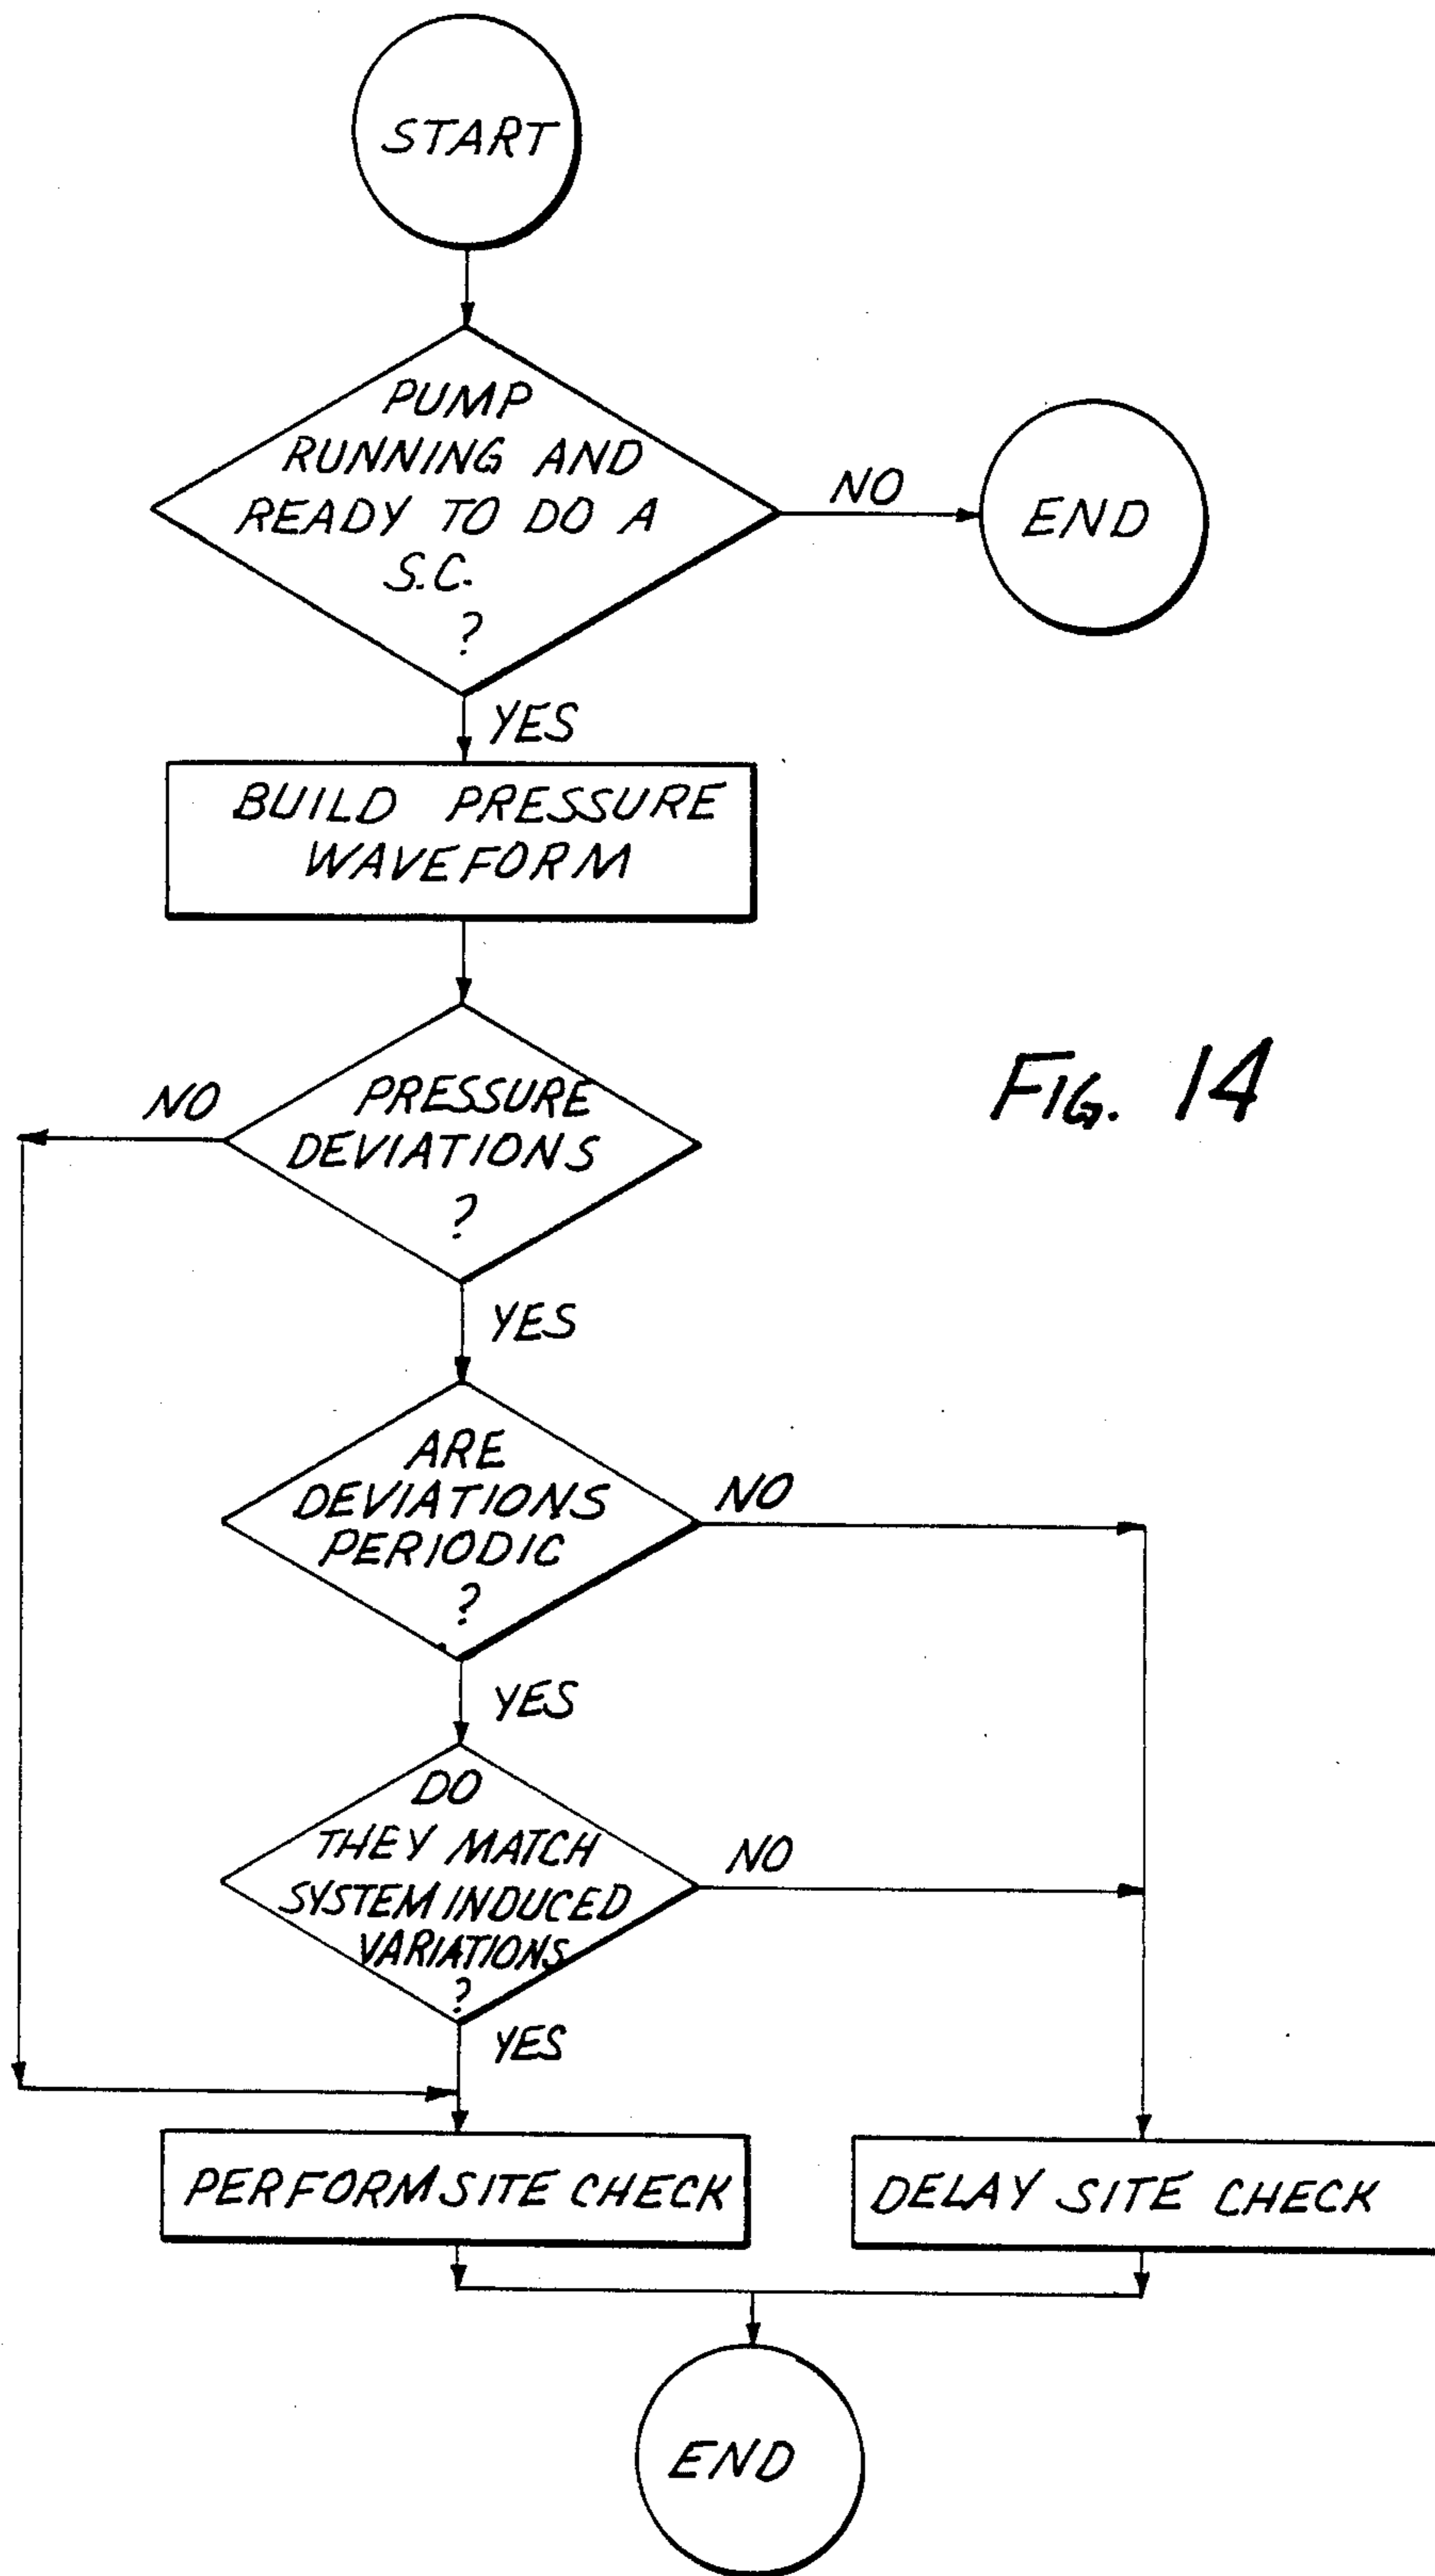 START
PUMP
RUNNING AND
READY TO DO A
S.C.
?
NO
END
YES
BUILD PRESSURE
WAVEFORM
NO
PRESSURE
DEVIATIONS
?
FIG. 14
YES
ARE
DEVIATIONS
PERIODIC
?
NO
YES
DO
THEY MATCH
SYSTEM INDUCED
VARIATIONS
?
NO
YES
PERFORM SITE CHECK
DELAY SITE CHECK
END